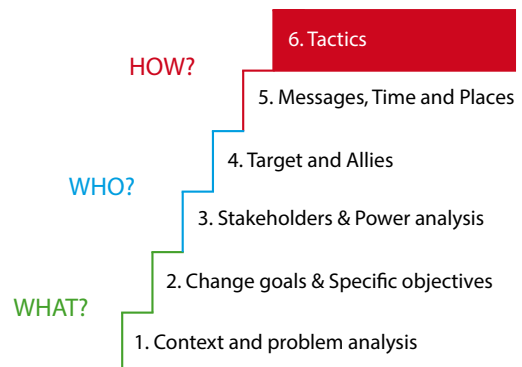 6. Tactics
HOW?
5. Messages, Time and Places
4. Target and Allies
WHO?
3. Stakeholders & Power analysis
2. Change goals & Specific objectives
WHAT?
1. Context and problem analysis